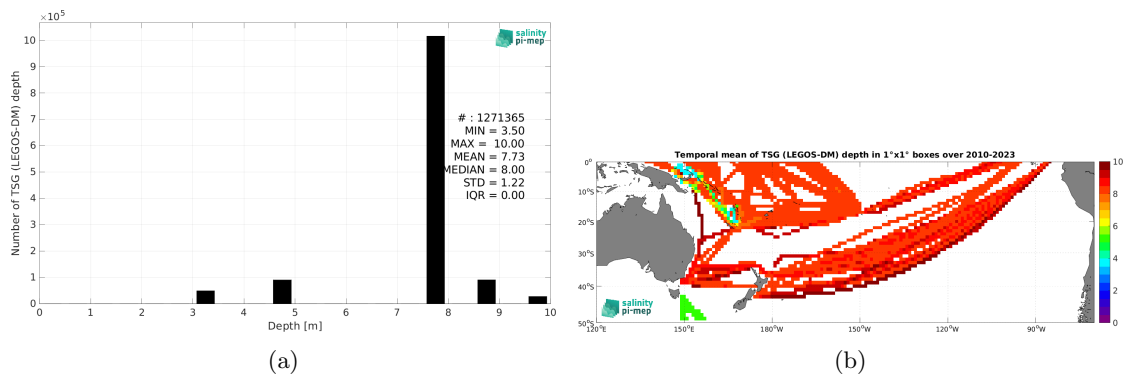 ×10⁵
10
9
8
7
6
5
4
3
2
1
0
Number of TSG (LEGOS-DM) depth
salinity
pi-mep
# : 1271365
MIN = 3.50
MAX = 10.00
MEAN = 7.73
MEDIAN = 8.00
STD = 1.22
IQR = 0.00
0 1 2 3 4 5 6 7 8 9 10
Depth [m]
(a)
Temporal mean of TSG (LEGOS-DM) depth in 1°x1° boxes over 2010-2023
0°
10°S
20°S
30°S
40°S
50°S
120°E 150°E 180°W 150°W 120°W 90°W
salinity
pi-mep
10
8
6
4
2
0
(b)